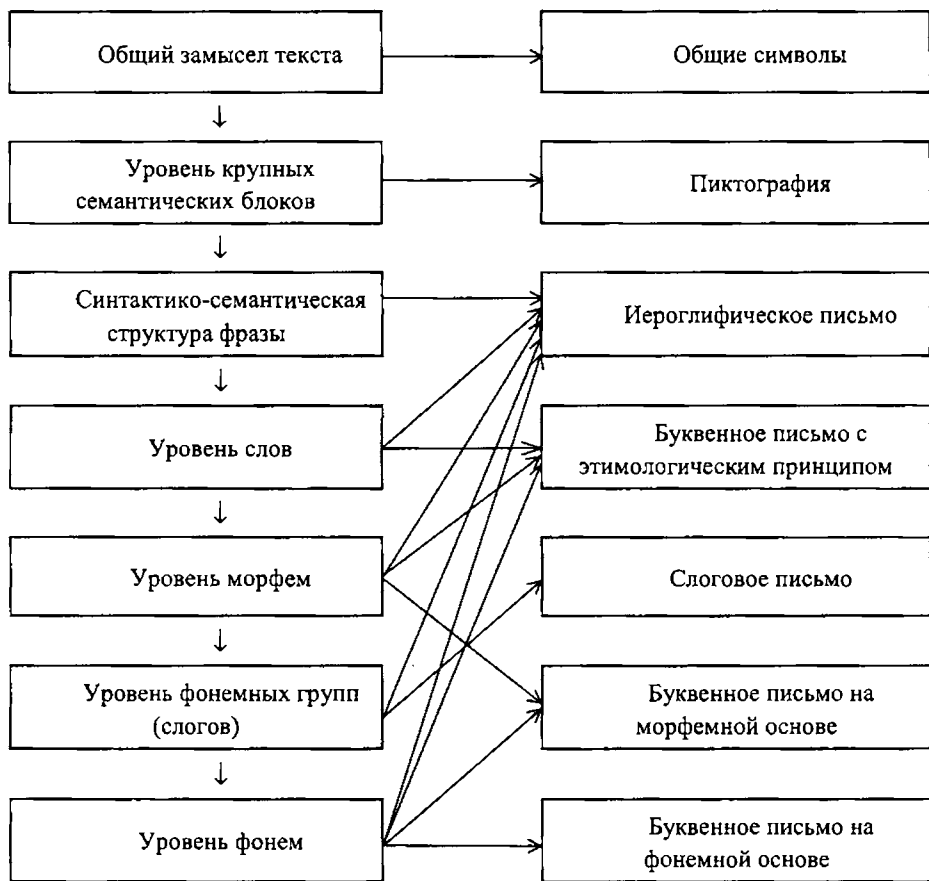 Общий замысел текста
Общие символы
Уровень крупных
семантических блоков
Пиктография
Синтактико-семантическая
структура фразы
Иероглифическое письмо
Уровень слов
Буквенное письмо с
этимологическим принципом
Уровень морфем
Слоговое письмо
Уровень фонемных групп
(слогов)
Буквенное письмо на
морфемной основе
Уровень фонем
Буквенное письмо на
фонемной основе